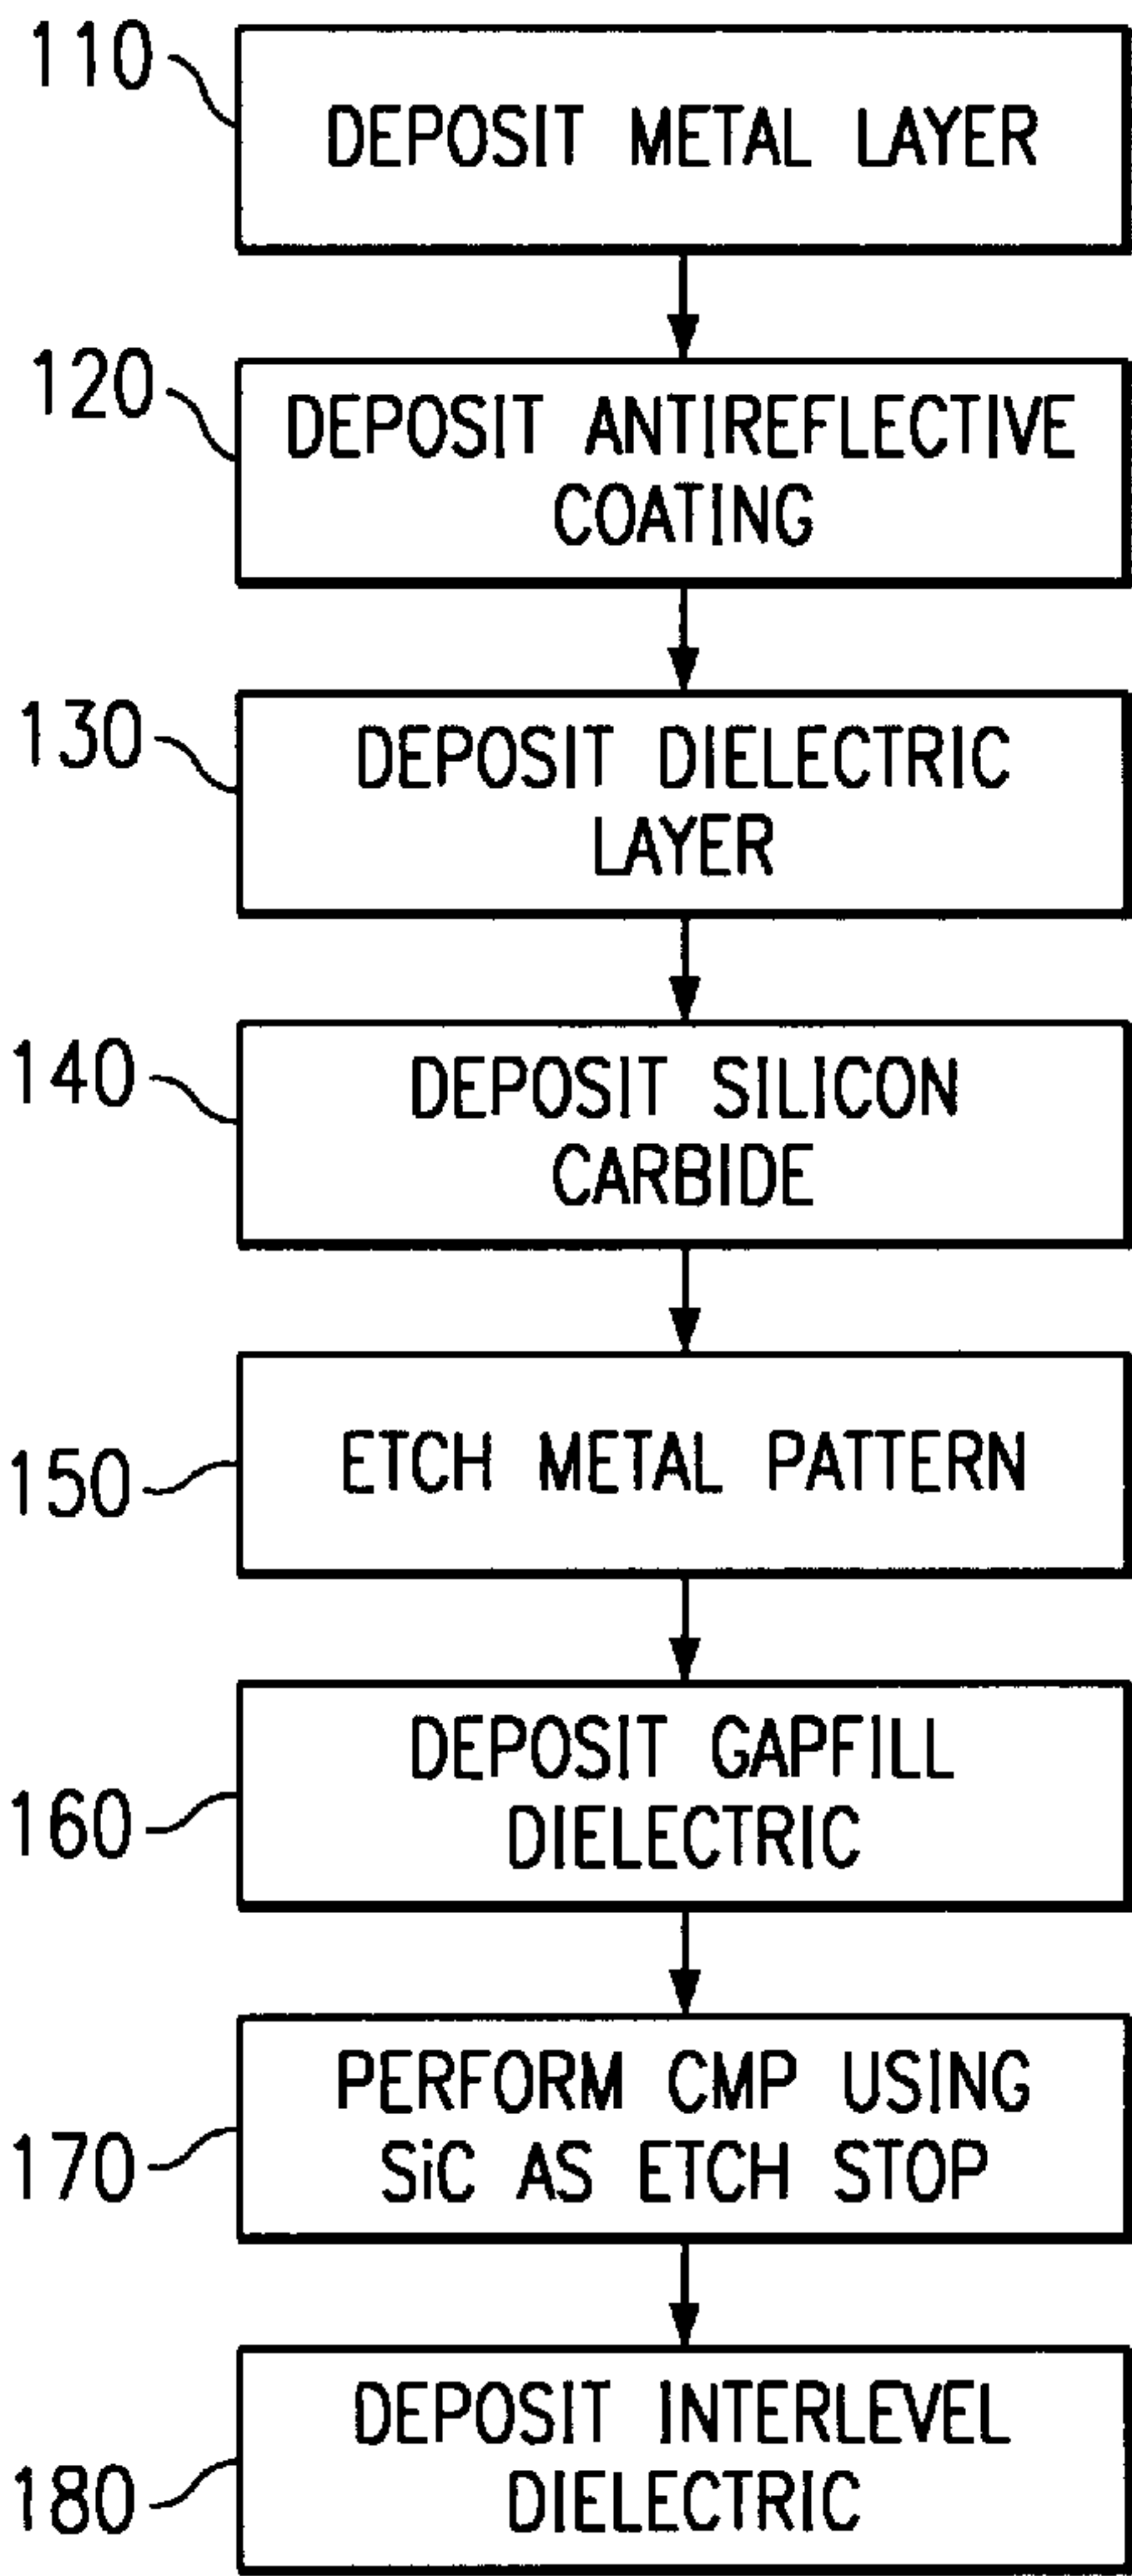 110
DEPOSIT METAL LAYER
120
DEPOSIT ANTIREFLECTIVE
COATING
130
DEPOSIT DIELECTRIC
LAYER
140
DEPOSIT SILICON
CARBIDE
150
ETCH METAL PATTERN
160
DEPOSIT GAPFILL
DIELECTRIC
170
PERFORM CMP USING
SiC AS ETCH STOP
180
DEPOSIT INTERLEVEL
DIELECTRIC